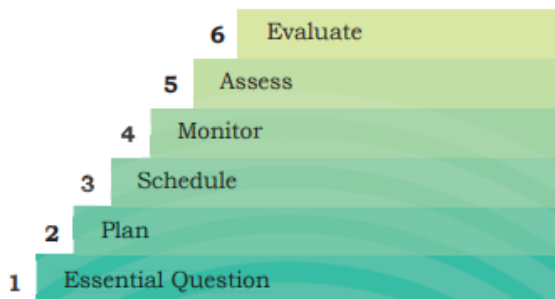 6 Evaluate
5 Assess
4 Monitor
3 Schedule
2 Plan
1 Essential Question